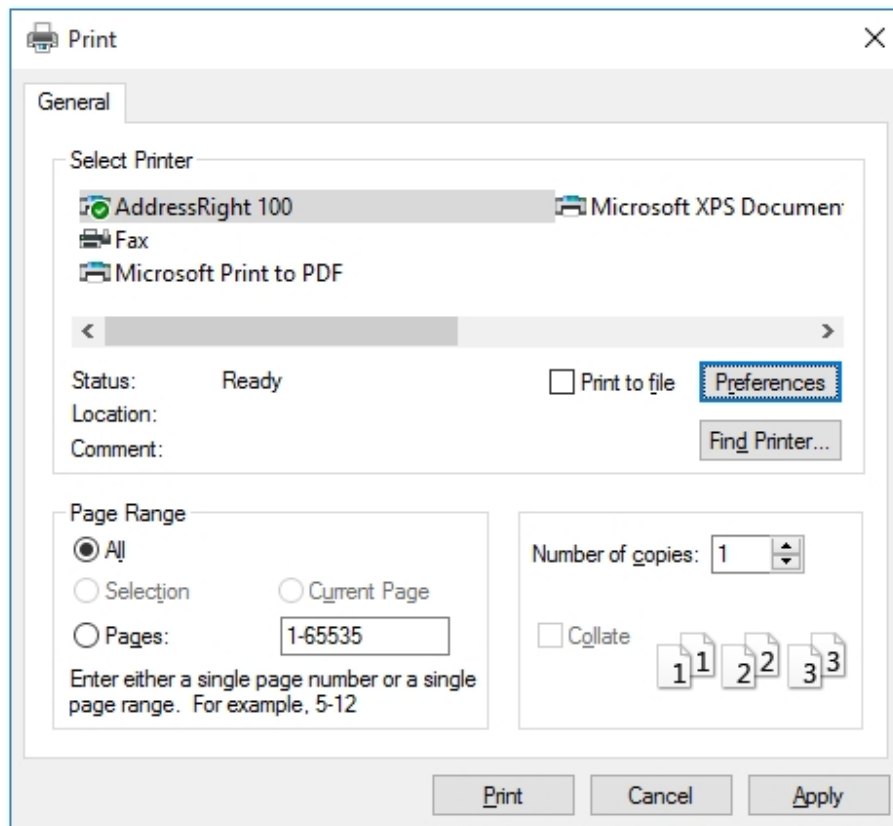 Print
General
Select Printer
AddressRight 100 Microsoft XPS Documen
Fax
Microsoft Print to PDF
Status: Ready Print to file Preferences
Location:
Comment: Find Printer...
Page Range
All
Number of copies: 1
Selection Current Page
Pages: 1-65535
Collate
1 1 2 2 3 3
Enter either a single page number or a single
page range. For example, 5-12
Print Cancel Apply